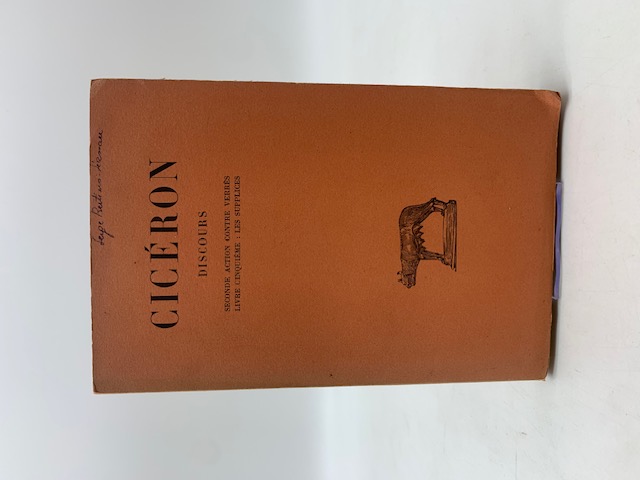 CICÉRON
DISCOURS
SECONDE ACTION CONTRE VERRÈS
LIVRE CINQUIÈME : LES SUPPLICES